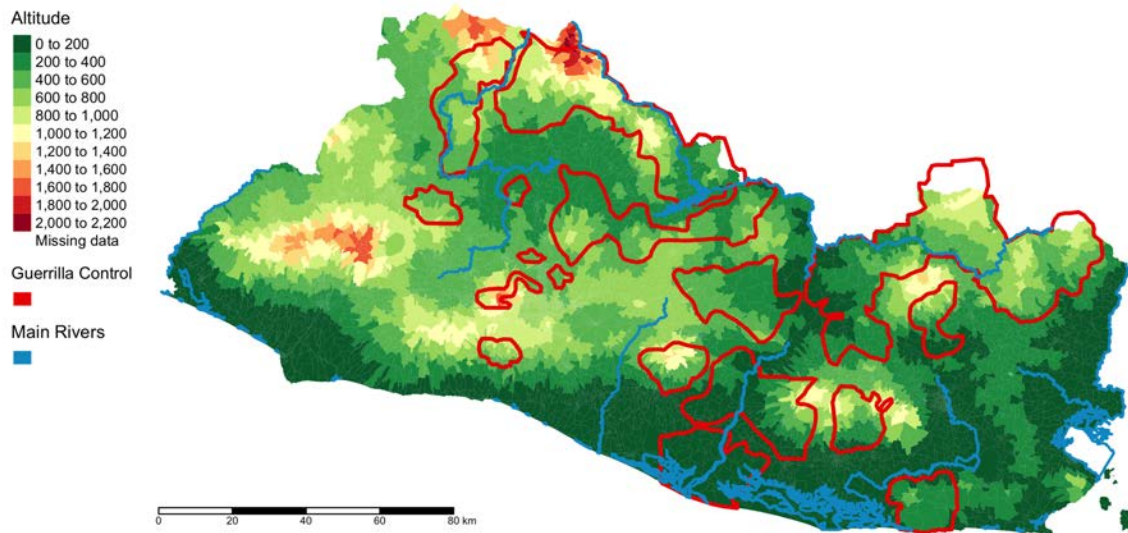 Altitude
0 to 200
200 to 400
400 to 600
600 to 800
800 to 1,000
1,000 to 1,200
1,200 to 1,400
1,400 to 1,600
1,600 to 1,800
1,800 to 2,000
2,000 to 2,200
Missing data
Guerrilla Control
Main Rivers
0 20 40 60 80 km